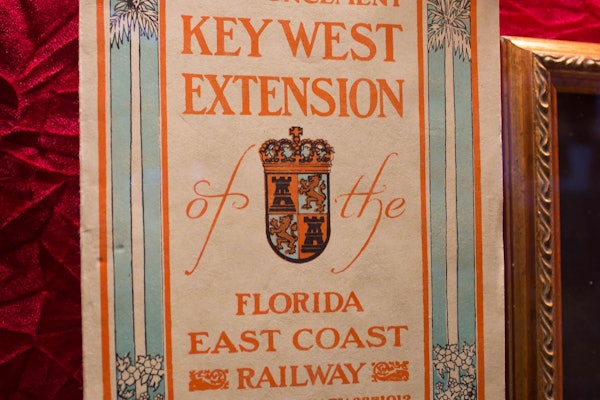 KEY WEST
EXTENSION
of the
FLORIDA
EAST COAST
RAILWAY